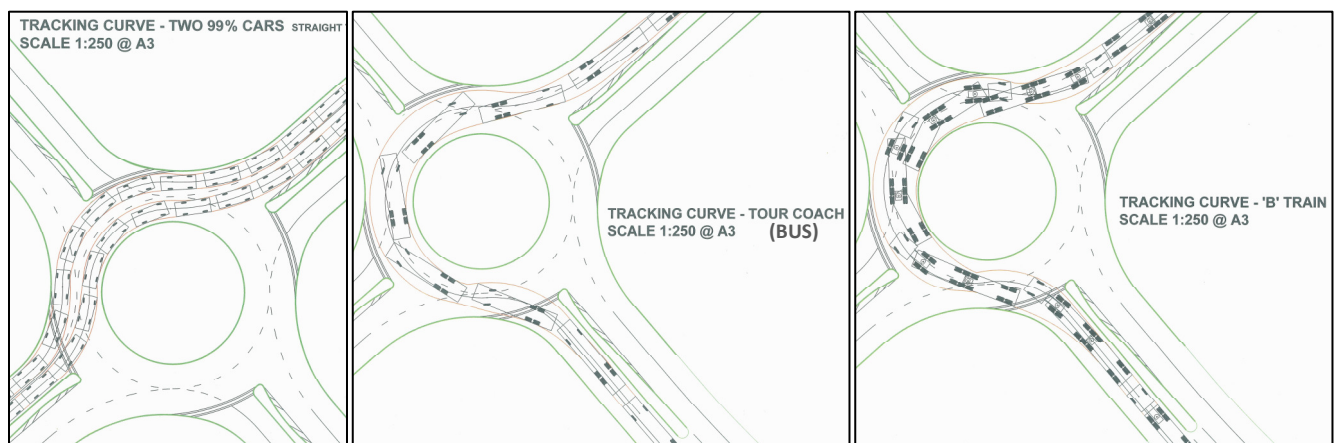 TRACKING CURVE - TWO 99% CARS STRAIGHT
SCALE 1:250 @ A3
TRACKING CURVE - TOUR COACH
SCALE 1:250 @ A3 (BUS)
TRACKING CURVE - 'B' TRAIN
SCALE 1:250 @ A3